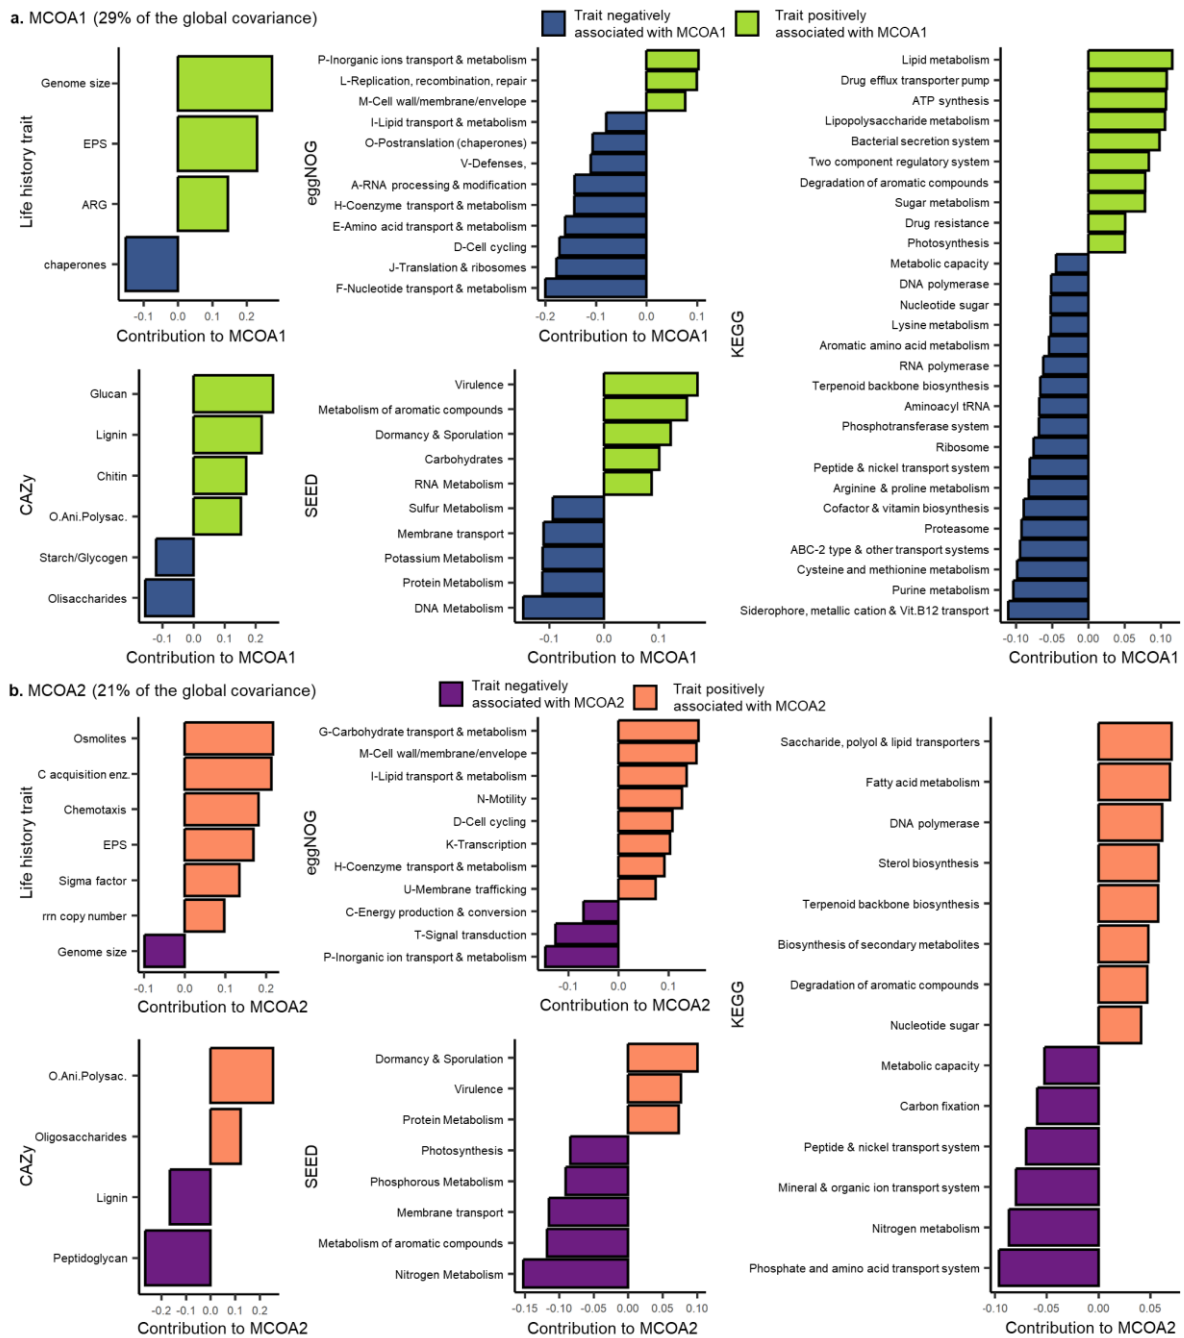 a. MCOA1 (29% of the global covariance)
Trait negatively
associated with MCOA1
Trait positively
associated with MCOA1
Life history trait
Genome size
EPS
ARG
chaperones
-0.1 0.0 0.1 0.2
Contribution to MCOA1
eggNOG
P-Inorganic ions transport & metabolism
L-Replication, recombination, repair
M-Cell wall/membrane/envelope
I-Lipid transport & metabolism
O-Postranslation (chaperones)
V-Defenses,
A-RNA processing & modification
H-Coenzyme transport & metabolism
E-Amino acid transport & metabolism
D-Cell cycling
J-Translation & ribosomes
F-Nucleotide transport & metabolism
-0.2 -0.1 0.0 0.1
Contribution to MCOA1
KEGG
Lipid metabolism
Drug efflux transporter pump
ATP synthesis
Lipopolysaccharide metabolism
Bacterial secretion system
Two component regulatory system
Degradation of aromatic compounds
Sugar metabolism
Drug resistance
Photosynthesis
Metabolic capacity
DNA polymerase
Nucleotide sugar
Lysine metabolism
Aromatic amino acid metabolism
RNA polymerase
Terpenoid backbone biosynthesis
Aminoacyl tRNA
Phosphotransferase system
Ribosome
Peptide & nickel transport system
Arginine & proline metabolism
Cofactor & vitamin biosynthesis
Proteasome
ABC-2 type & other transport systems
Cysteine and methionine metabolism
Purine metabolism
Siderophore, metallic cation & Vit.B12 transport
-0.10 -0.05 0.00 0.05 0.10
Contribution to MCOA1
CAZy
Glucan
Lignin
Chitin
O.Ani.Polysac.
Starch/Glycogen
Olisaccharides
-0.1 0.0 0.1 0.2
Contribution to MCOA1
SEED
Virulence
Metabolism of aromatic compounds
Dormancy & Sporulation
Carbohydrates
RNA Metabolism
Sulfur Metabolism
Membrane transport
Potassium Metabolism
Protein Metabolism
DNA Metabolism
-0.1 0.0 0.1
Contribution to MCOA1
b. MCOA2 (21% of the global covariance)
Trait negatively
associated with MCOA2
Trait positively
associated with MCOA2
Life history trait
Osmolites
C acquisition enz.
Chemotaxis
EPS
Sigma factor
rrn copy number
Genome size
-0.1 0.0 0.1 0.2
Contribution to MCOA2
eggNOG
G-Carbohydrate transport & metabolism
M-Cell wall/membrane/envelope
I-Lipid transport & metabolism
N-Motility
D-Cell cycling
K-Transcription
H-Coenzyme transport & metabolism
U-Membrane trafficking
C-Energy production & conversion
T-Signal transduction
P-Inorganic ion transport & metabolism
-0.1 0.0 0.1
Contribution to MCOA2
KEGG
Saccharide, polyol & lipid transporters
Fatty acid metabolism
DNA polymerase
Sterol biosynthesis
Terpenoid backbone biosynthesis
Biosynthesis of secondary metabolites
Degradation of aromatic compounds
Nucleotide sugar
Metabolic capacity
Carbon fixation
Peptide & nickel transport system
Mineral & organic ion transport system
Nitrogen metabolism
Phosphate and amino acid transport system
-0.10 -0.05 0.00 0.05
Contribution to MCOA2
CAZy
O.Ani.Polysac.
Oligosaccharides
Lignin
Peptidoglycan
-0.2 -0.1 0.0 0.1 0.2
Contribution to MCOA2
SEED
Dormancy & Sporulation
Virulence
Protein Metabolism
Photosynthesis
Phosphorous Metabolism
Membrane transport
Metabolism of aromatic compounds
Nitrogen Metabolism
-0.15 -0.10 -0.05 0.00 0.05 0.10
Contribution to MCOA2